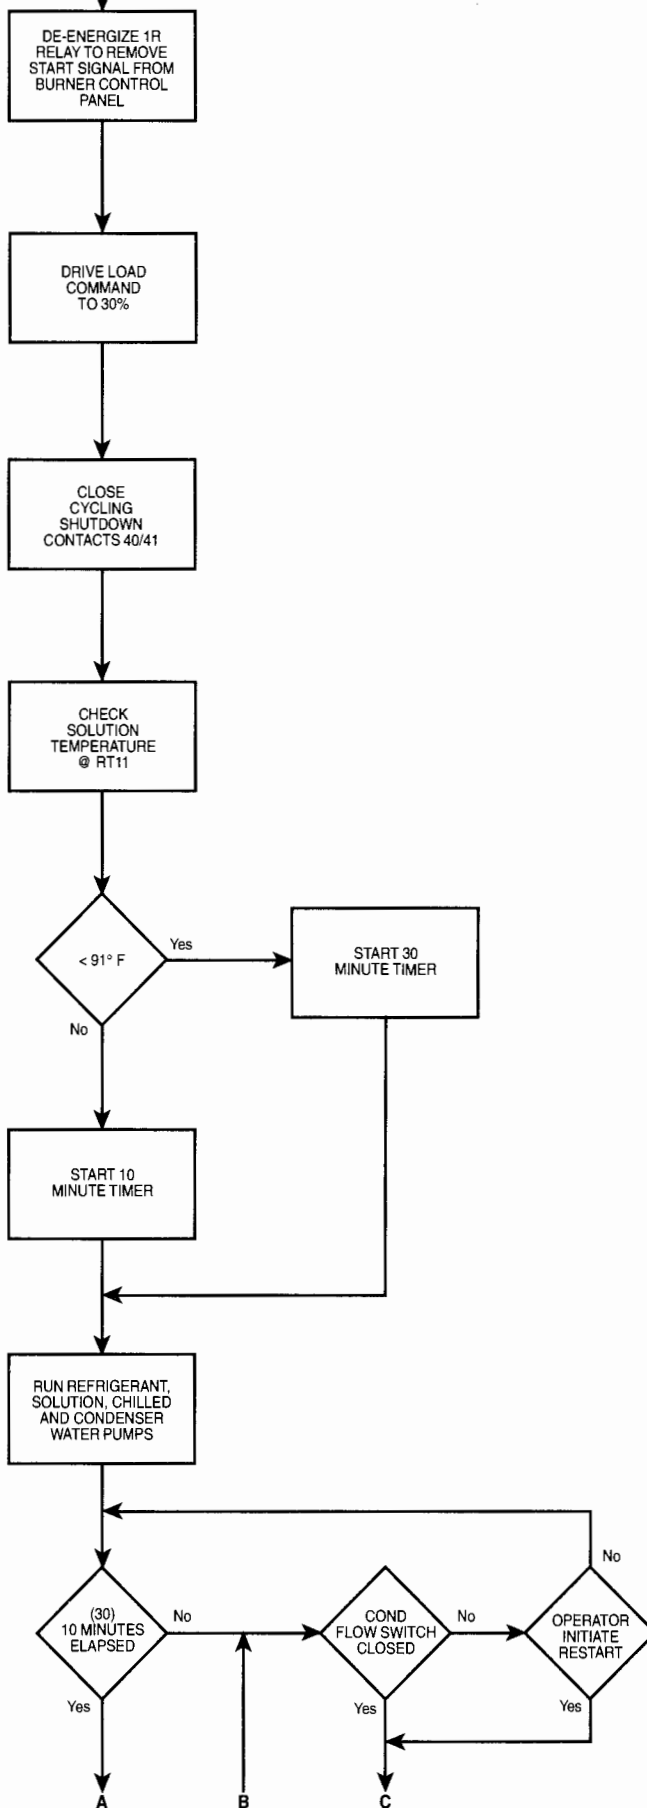 DE-ENERGIZE 1R
RELAY TO REMOVE
START SIGNAL FROM
BURNER CONTROL
PANEL
DRIVE LOAD
COMMAND
TO 30%
CLOSE
CYCLING
SHUTDOWN
CONTACTS 40/41
CHECK
SOLUTION
TEMPERATURE
@ RT11
< 91° F
Yes
START 30
MINUTE TIMER
No
START 10
MINUTE TIMER
RUN REFRIGERANT,
SOLUTION, CHILLED
AND CONDENSER
WATER PUMPS
No
(30)
10 MINUTES
ELAPSED
No
COND
FLOW SWITCH
CLOSED
No
OPERATOR
INITIATE
RESTART
Yes
Yes
Yes
A
B
C